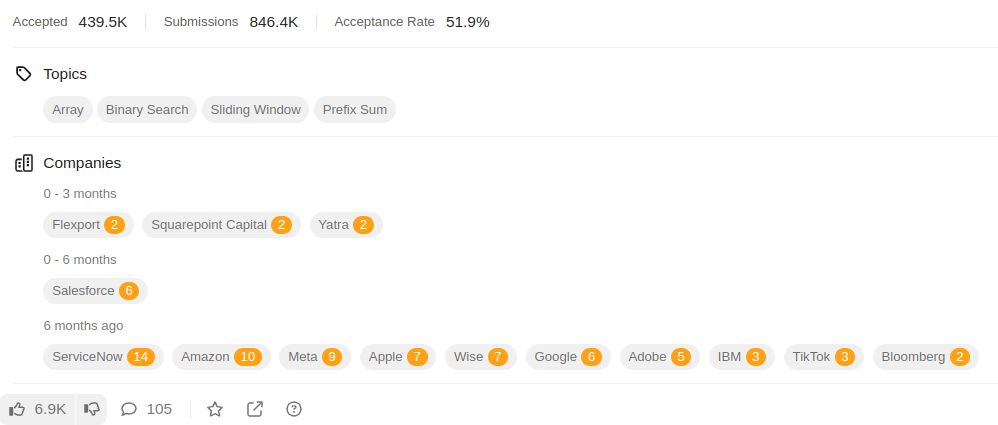 Accepted 439.5K Submissions 846.4K Acceptance Rate 51.9%
Topics
Array Binary Search Sliding Window Prefix Sum
Companies
0 - 3 months
Flexport 2 Squarepoint Capital 2 Yatra 2
0 - 6 months
Salesforce 6
6 months ago
ServiceNow 14 Amazon 10 Meta 9 Apple 7 Wise 7 Google 6 Adobe 5 IBM 3 TikTok 3 Bloomberg 2
6.9K 105